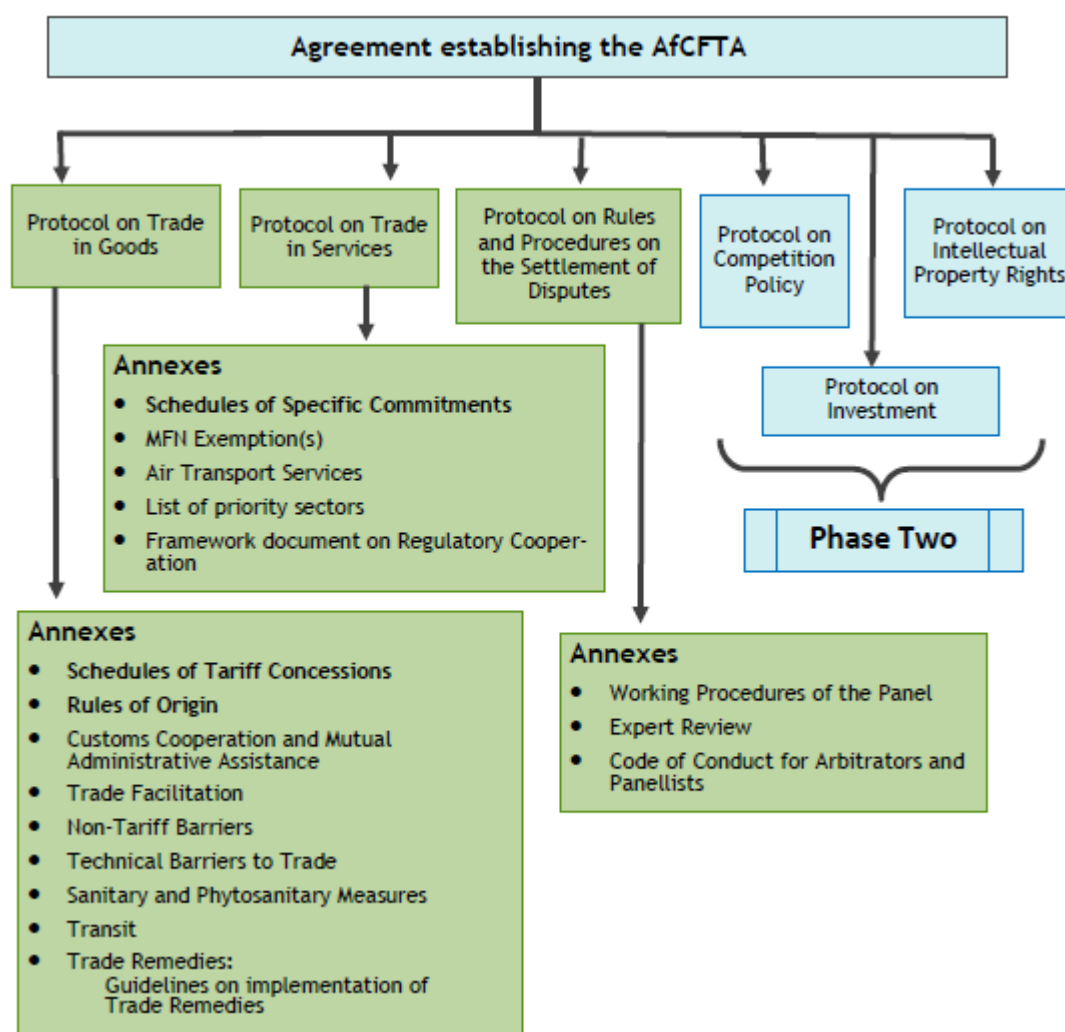 Agreement establishing the AfCFTA
Protocol on Trade
in Goods
Protocol on Trade
in Services
Protocol on Rules
and Procedures on
the Settlement of
Disputes
Protocol on
Competition
Policy
Protocol on
Intellectual
Property Rights
Protocol on
Investment
Phase Two
Annexes
• Schedules of Specific Commitments
• MFN Exemption(s)
• Air Transport Services
• List of priority sectors
• Framework document on Regulatory Cooper-
ation
Annexes
• Schedules of Tariff Concessions
• Rules of Origin
• Customs Cooperation and Mutual
Administrative Assistance
• Trade Facilitation
• Non-Tariff Barriers
• Technical Barriers to Trade
• Sanitary and Phytosanitary Measures
• Transit
• Trade Remedies:
Guidelines on implementation of
Trade Remedies
Annexes
• Working Procedures of the Panel
• Expert Review
• Code of Conduct for Arbitrators and
Panellists